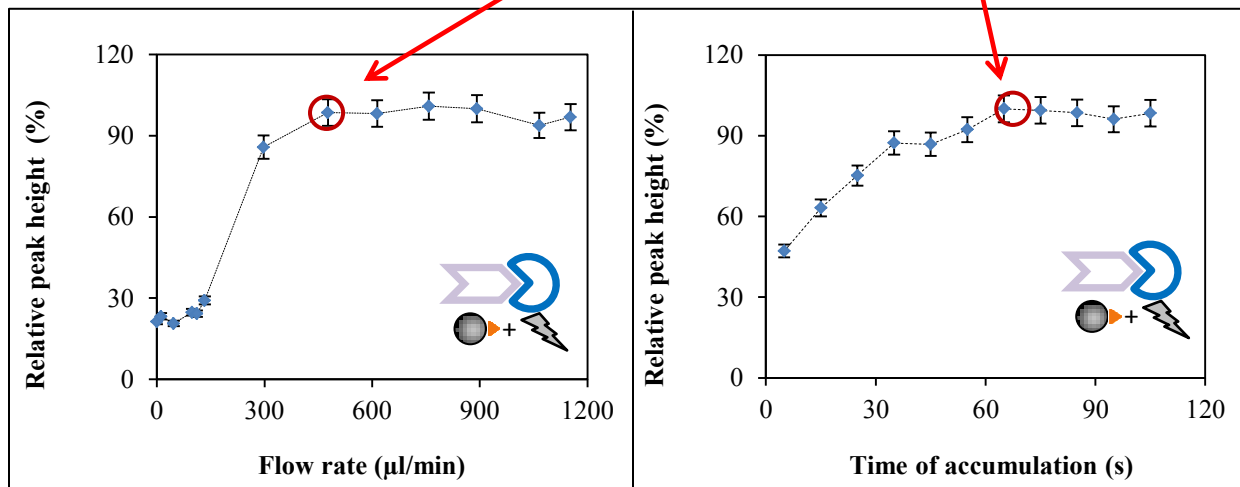 Relative peak height (%)
120
90
60
30
0
+
0 300 600 900 1200
Flow rate (µl/min)
Relative peak height (%)
120
90
60
30
0
+
0 30 60 90 120
Time of accumulation (s)